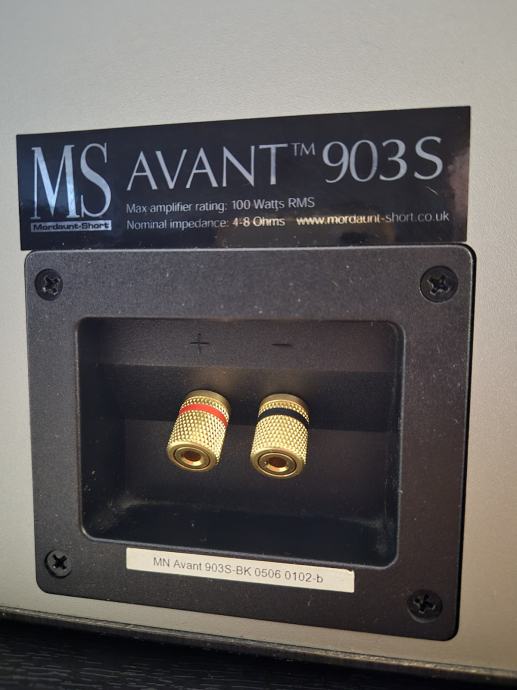 MS AVANT™ 903S
Mordaunt-Short
Max amplifier rating: 100 Watts RMS
Nominal impedance: 4-8 Ohms www.mordaunt-short.co.uk
+ −
MN Avant 903S-BK 0506 0102-b